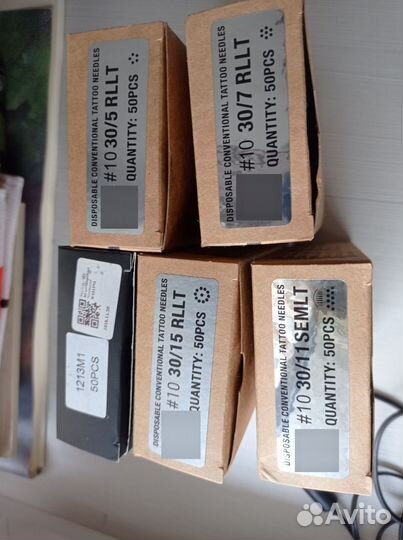 DISPOSABLE CONVENTIONAL TATTOO NEEDLES
#10 30/5 RLLT
QUANTITY: 50PCS
DISPOSABLE CONVENTIONAL TATTOO NEEDLES
#10 30/7 RLLT
QUANTITY: 50PCS
1213M1
50PCS
DISPOSABLE CONVENTIONAL TATTOO NEEDLES
#10 30/15 RLLT
QUANTITY: 50PCS
DISPOSABLE CONVENTIONAL TATTOO NEEDLES
#10 30/11SEMLT
QUANTITY: 50PCS
Avito